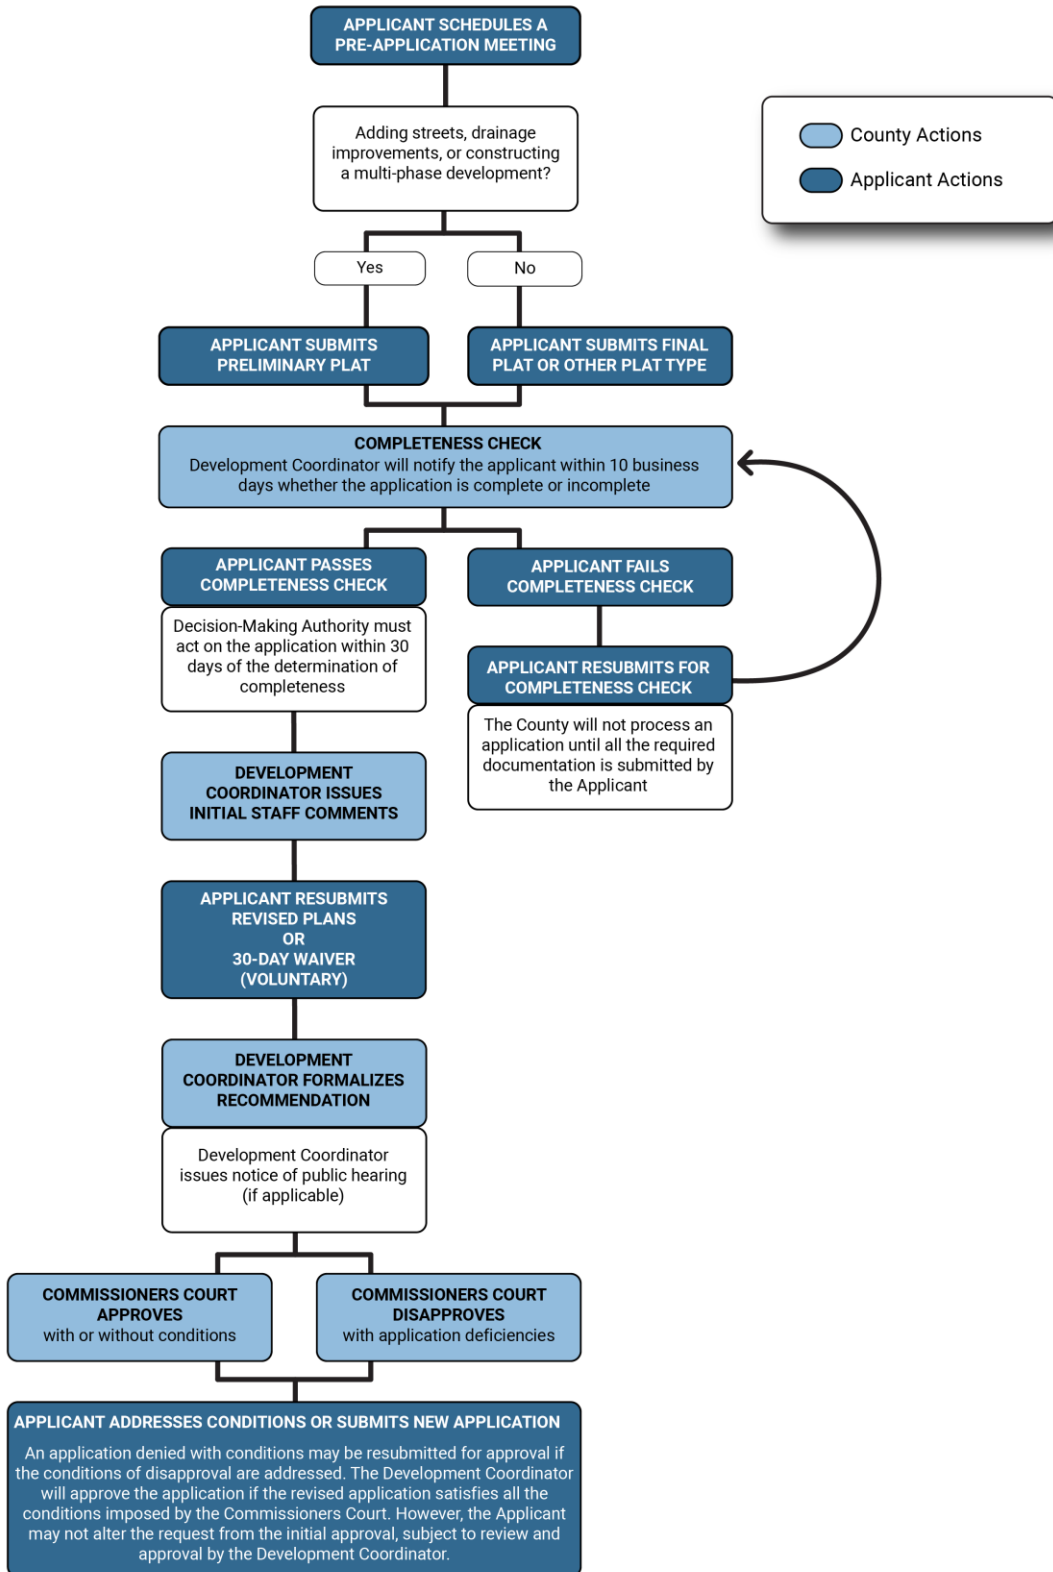 APPLICANT SCHEDULES A
PRE-APPLICATION MEETING
Adding streets, drainage
improvements, or constructing
a multi-phase development?
County Actions
Applicant Actions
Yes
No
APPLICANT SUBMITS
PRELIMINARY PLAT
APPLICANT SUBMITS FINAL
PLAT OR OTHER PLAT TYPE
COMPLETENESS CHECK
Development Coordinator will notify the applicant within 10 business
days whether the application is complete or incomplete
APPLICANT PASSES
COMPLETENESS CHECK
Decision-Making Authority must
act on the application within 30
days of the determination of
completeness
APPLICANT FAILS
COMPLETENESS CHECK
APPLICANT RESUBMITS FOR
COMPLETENESS CHECK
The County will not process an
application until all the required
documentation is submitted by
the Applicant
DEVELOPMENT
COORDINATOR ISSUES
INITIAL STAFF COMMENTS
APPLICANT RESUBMITS
REVISED PLANS
OR
30-DAY WAIVER
(VOLUNTARY)
DEVELOPMENT
COORDINATOR FORMALIZES
RECOMMENDATION
Development Coordinator
issues notice of public hearing
(if applicable)
COMMISSIONERS COURT
APPROVES
with or without conditions
COMMISSIONERS COURT
DISAPPROVES
with application deficiencies
APPLICANT ADDRESSES CONDITIONS OR SUBMITS NEW APPLICATION
An application denied with conditions may be resubmitted for approval if
the conditions of disapproval are addressed. The Development Coordinator
will approve the application if the revised application satisfies all the
conditions imposed by the Commissioners Court. However, the Applicant
may not alter the request from the initial approval, subject to review and
approval by the Development Coordinator.